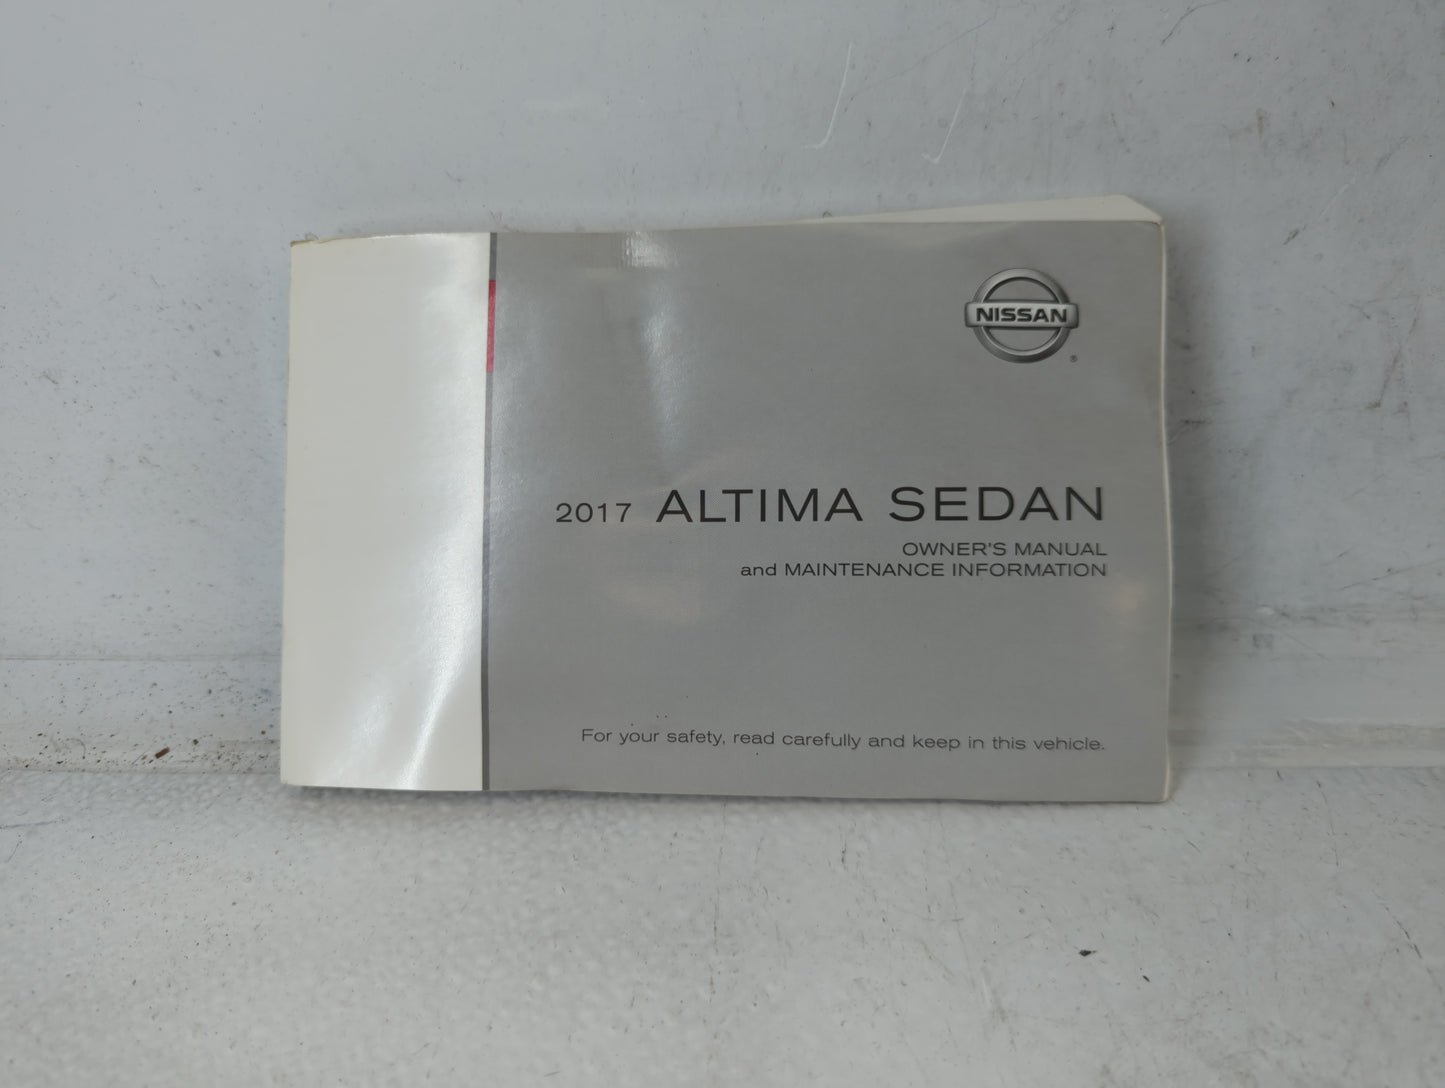 NISSAN
®
2017 ALTIMA SEDAN
OWNER'S MANUAL
and MAINTENANCE INFORMATION
For your safety, read carefully and keep in this vehicle.